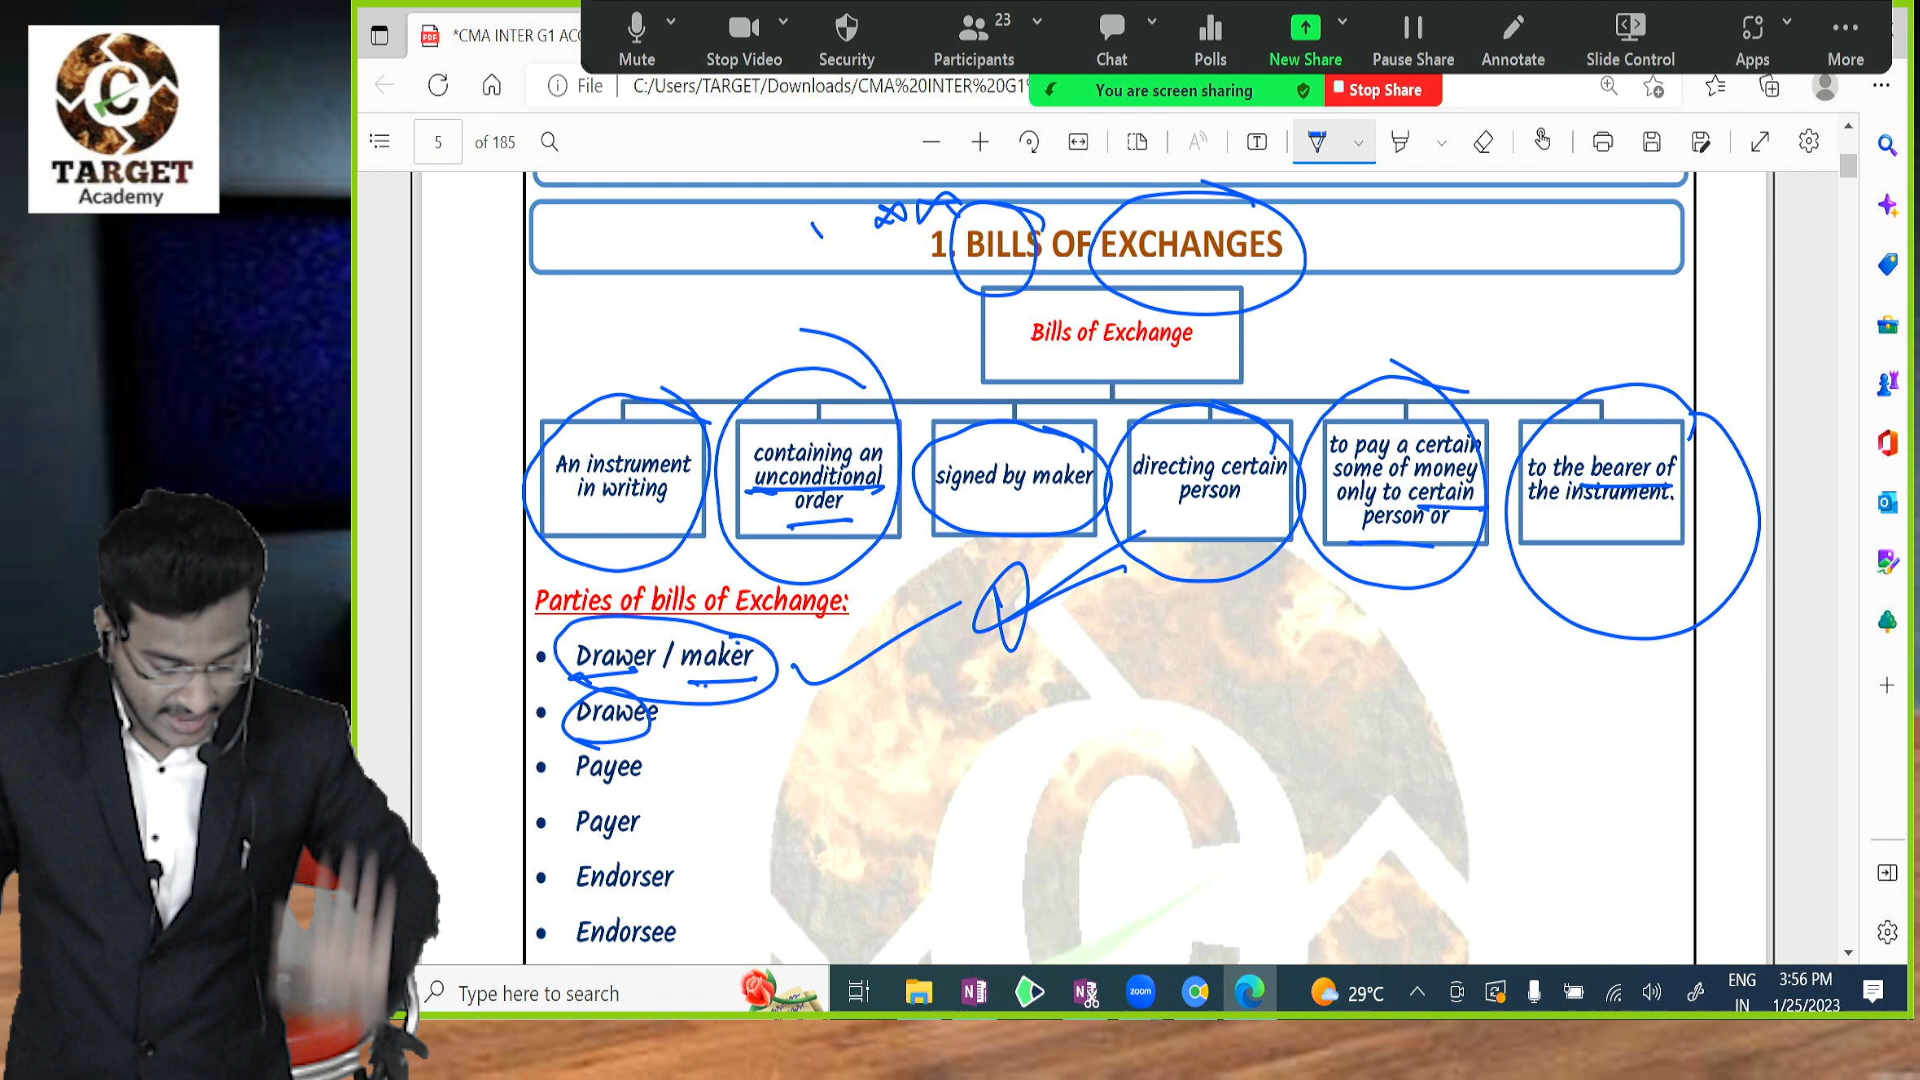 TARGET
Academy
*CMA INTER G1 ACC
Mute
Stop Video
Security
Participants
23
Chat
Polls
New Share
Pause Share
Annotate
Slide Control
Apps
More
File
C:/Users/TARGET/Downloads/CMA%20INTER%20G1%
You are screen sharing
Stop Share
5
of 185
1. BILLS OF EXCHANGES
Bills of Exchange
An instrument
in writing
containing an
unconditional
order
signed by maker
directing certain
person
to pay a certain
some of money
only to certain
person or
to the bearer of
the instrument.
Parties of bills of Exchange:
• Drawer / maker
• Drawee
• Payee
• Payer
• Endorser
• Endorsee
Type here to search
zoom
29°C
ENG
IN
3:56 PM
1/25/2023